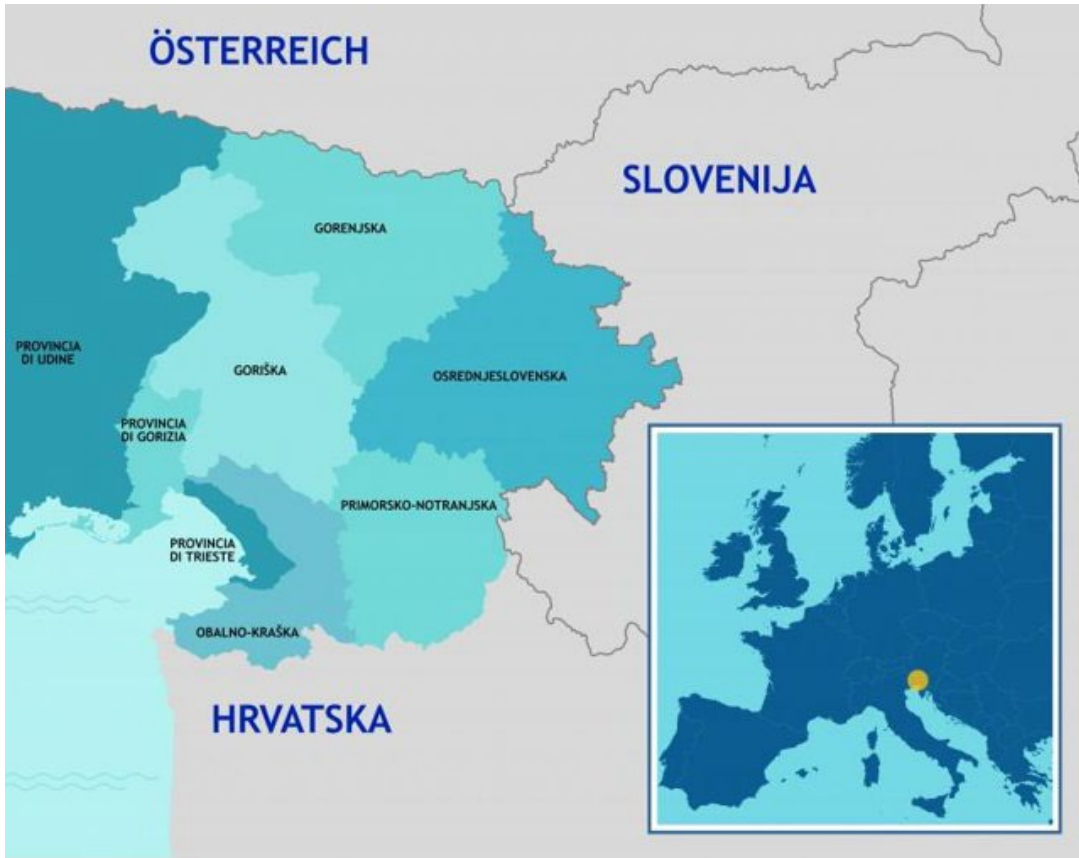 ÖSTERREICH
SLOVENIJA
GORENJSKA
PROVINCIA
DI UDINE
GORIŠKA
OSREDNJESLOVENSKA
PROVINCIA
DI GORIZIA
PRIMORSKO-NOTRANJSKA
PROVINCIA
DI TRIESTE
OBALNO-KRAŠKA
HRVATSKA